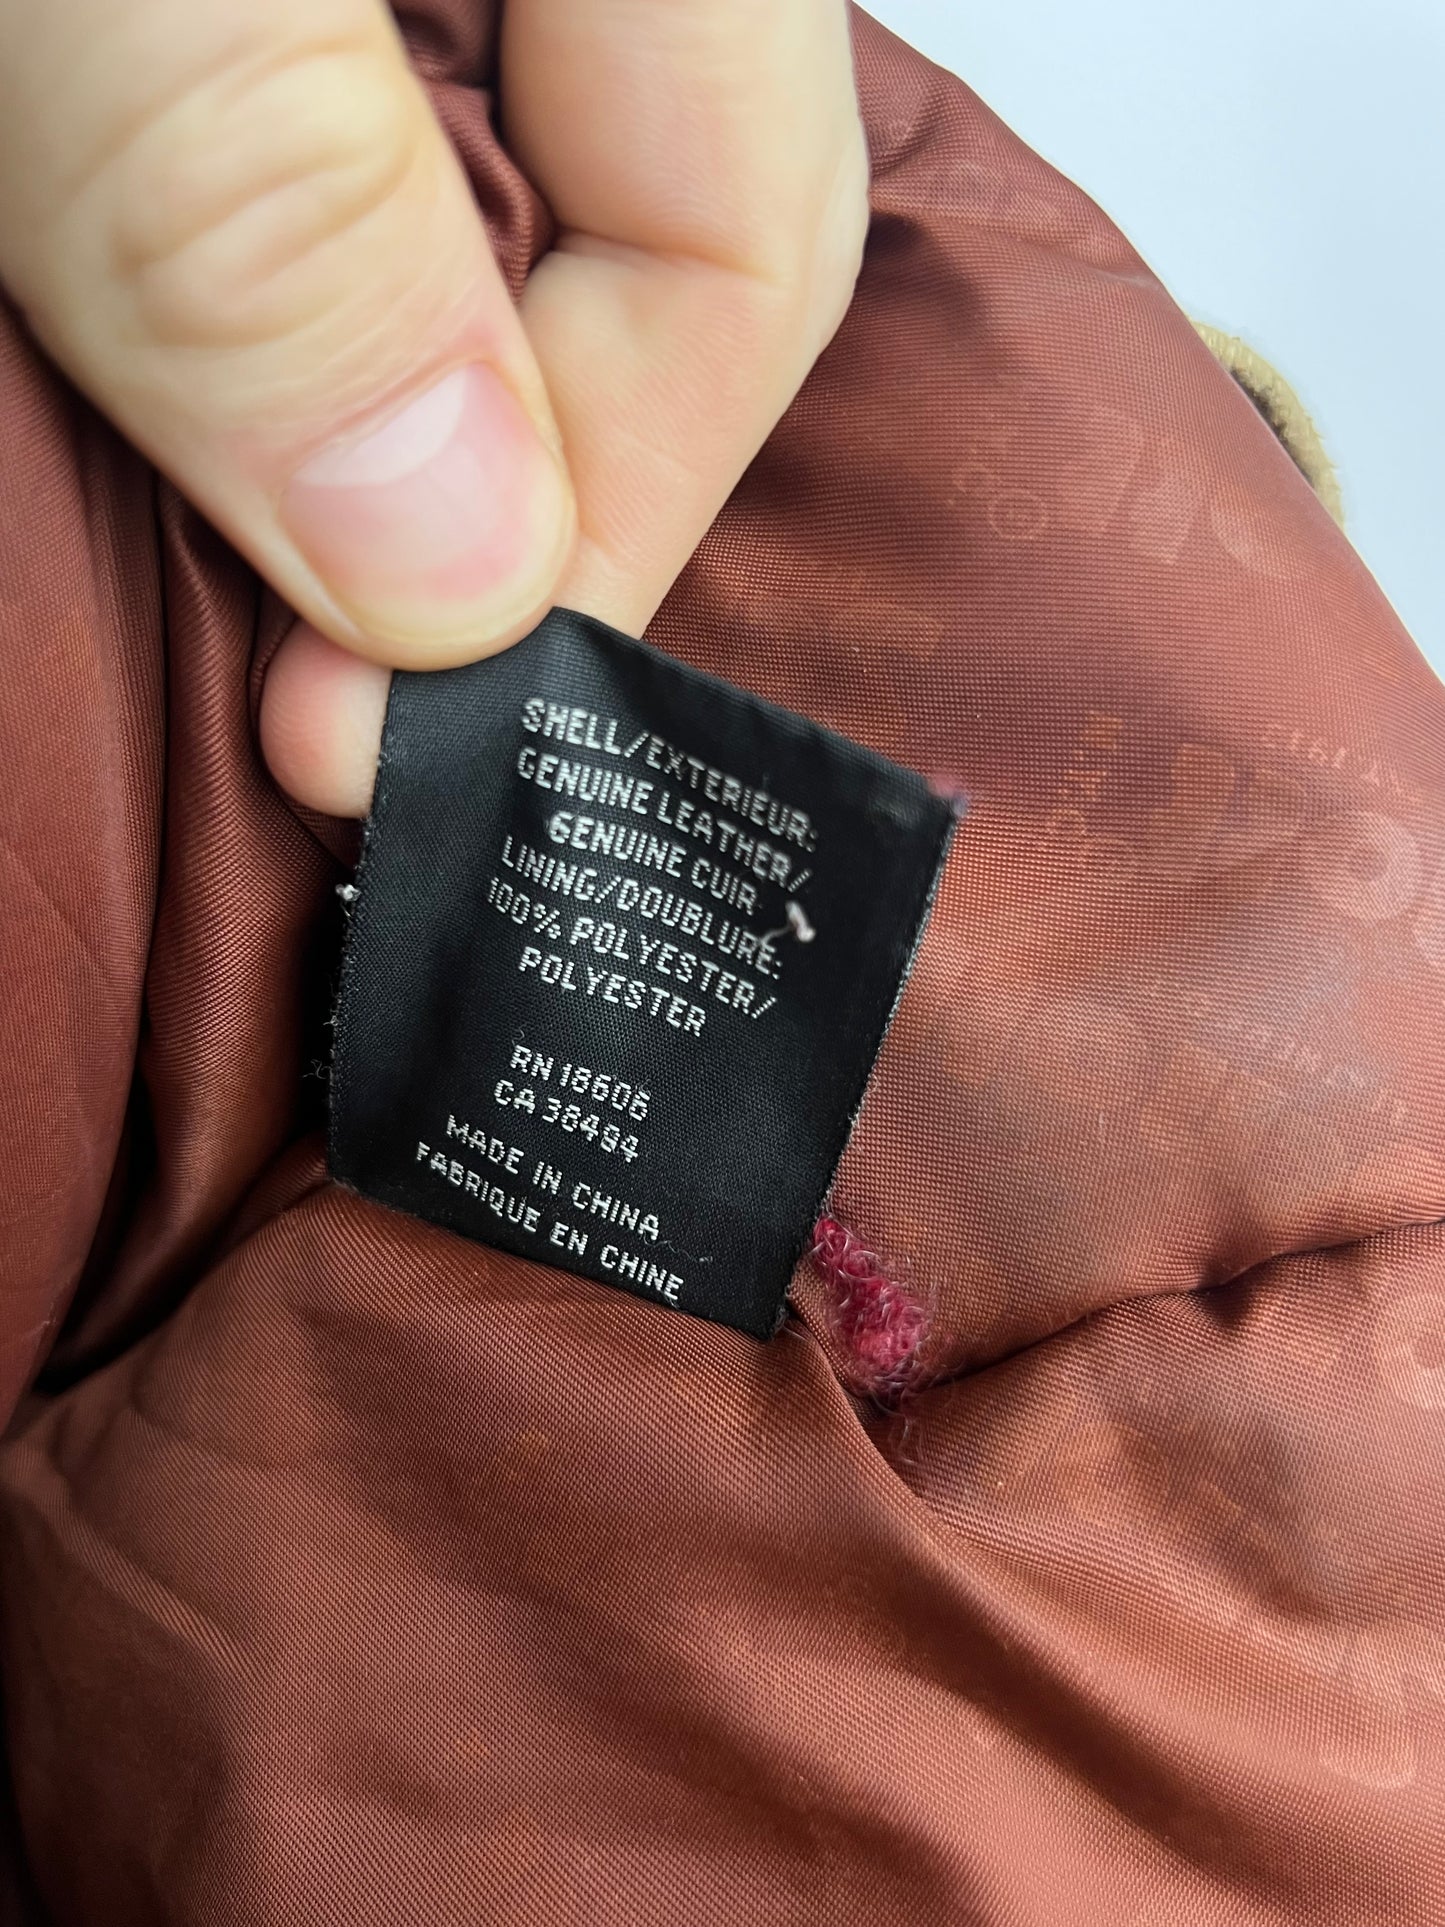 SHELL/EXTERIEUR:
GENUINE LEATHER/
GENUINE CUIR
LINING/DOUBLURE:
100% POLYESTER/
POLYESTER
RN 18606
CA 38494
MADE IN CHINA
FABRIQUE EN CHINE